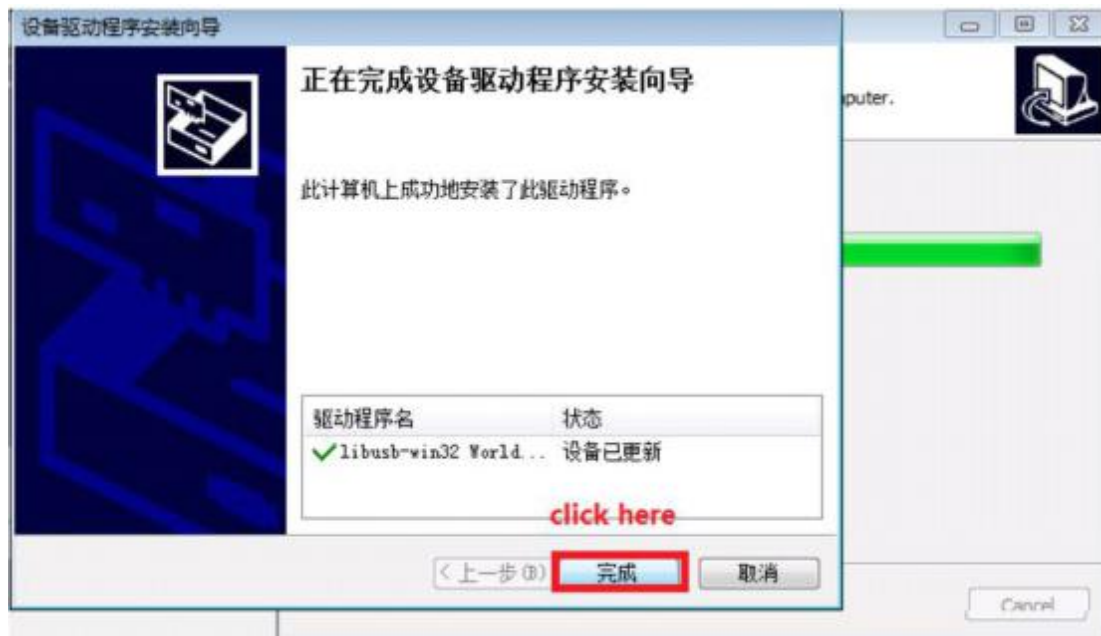 设备驱动程序安装向导
正在完成设备驱动程序安装向导
puter.
此计算机上成功地安装了此驱动程序。
驱动程序名 状态
libusb-win32 World... 设备已更新
click here
<上一步(B) 完成 取消
Cancel